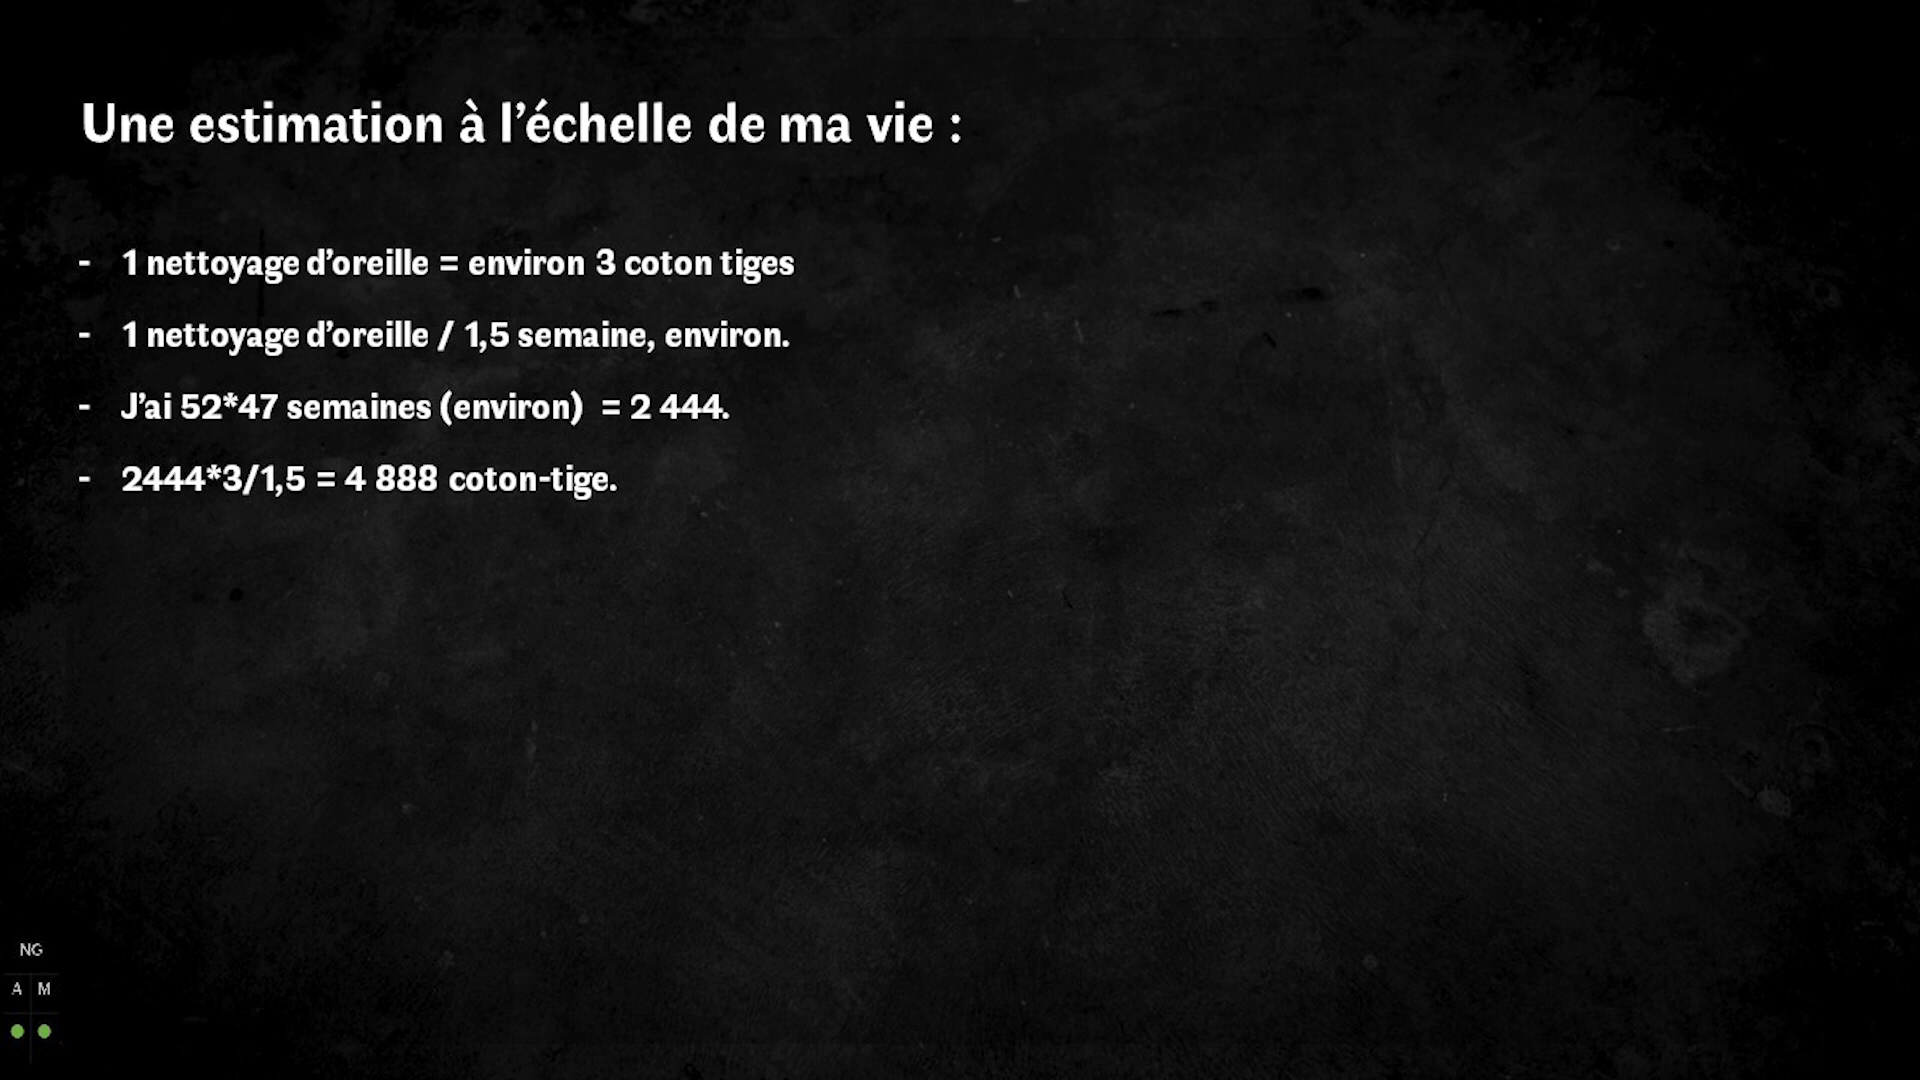 Une estimation à l’échelle de ma vie :
- 1 nettoyage d’oreille = environ 3 coton tiges
- 1 nettoyage d’oreille / 1,5 semaine, environ.
- J’ai 52*47 semaines (environ)  = 2 444.
- 2444*3/1,5 = 4 888 coton-tige.
NG
A M